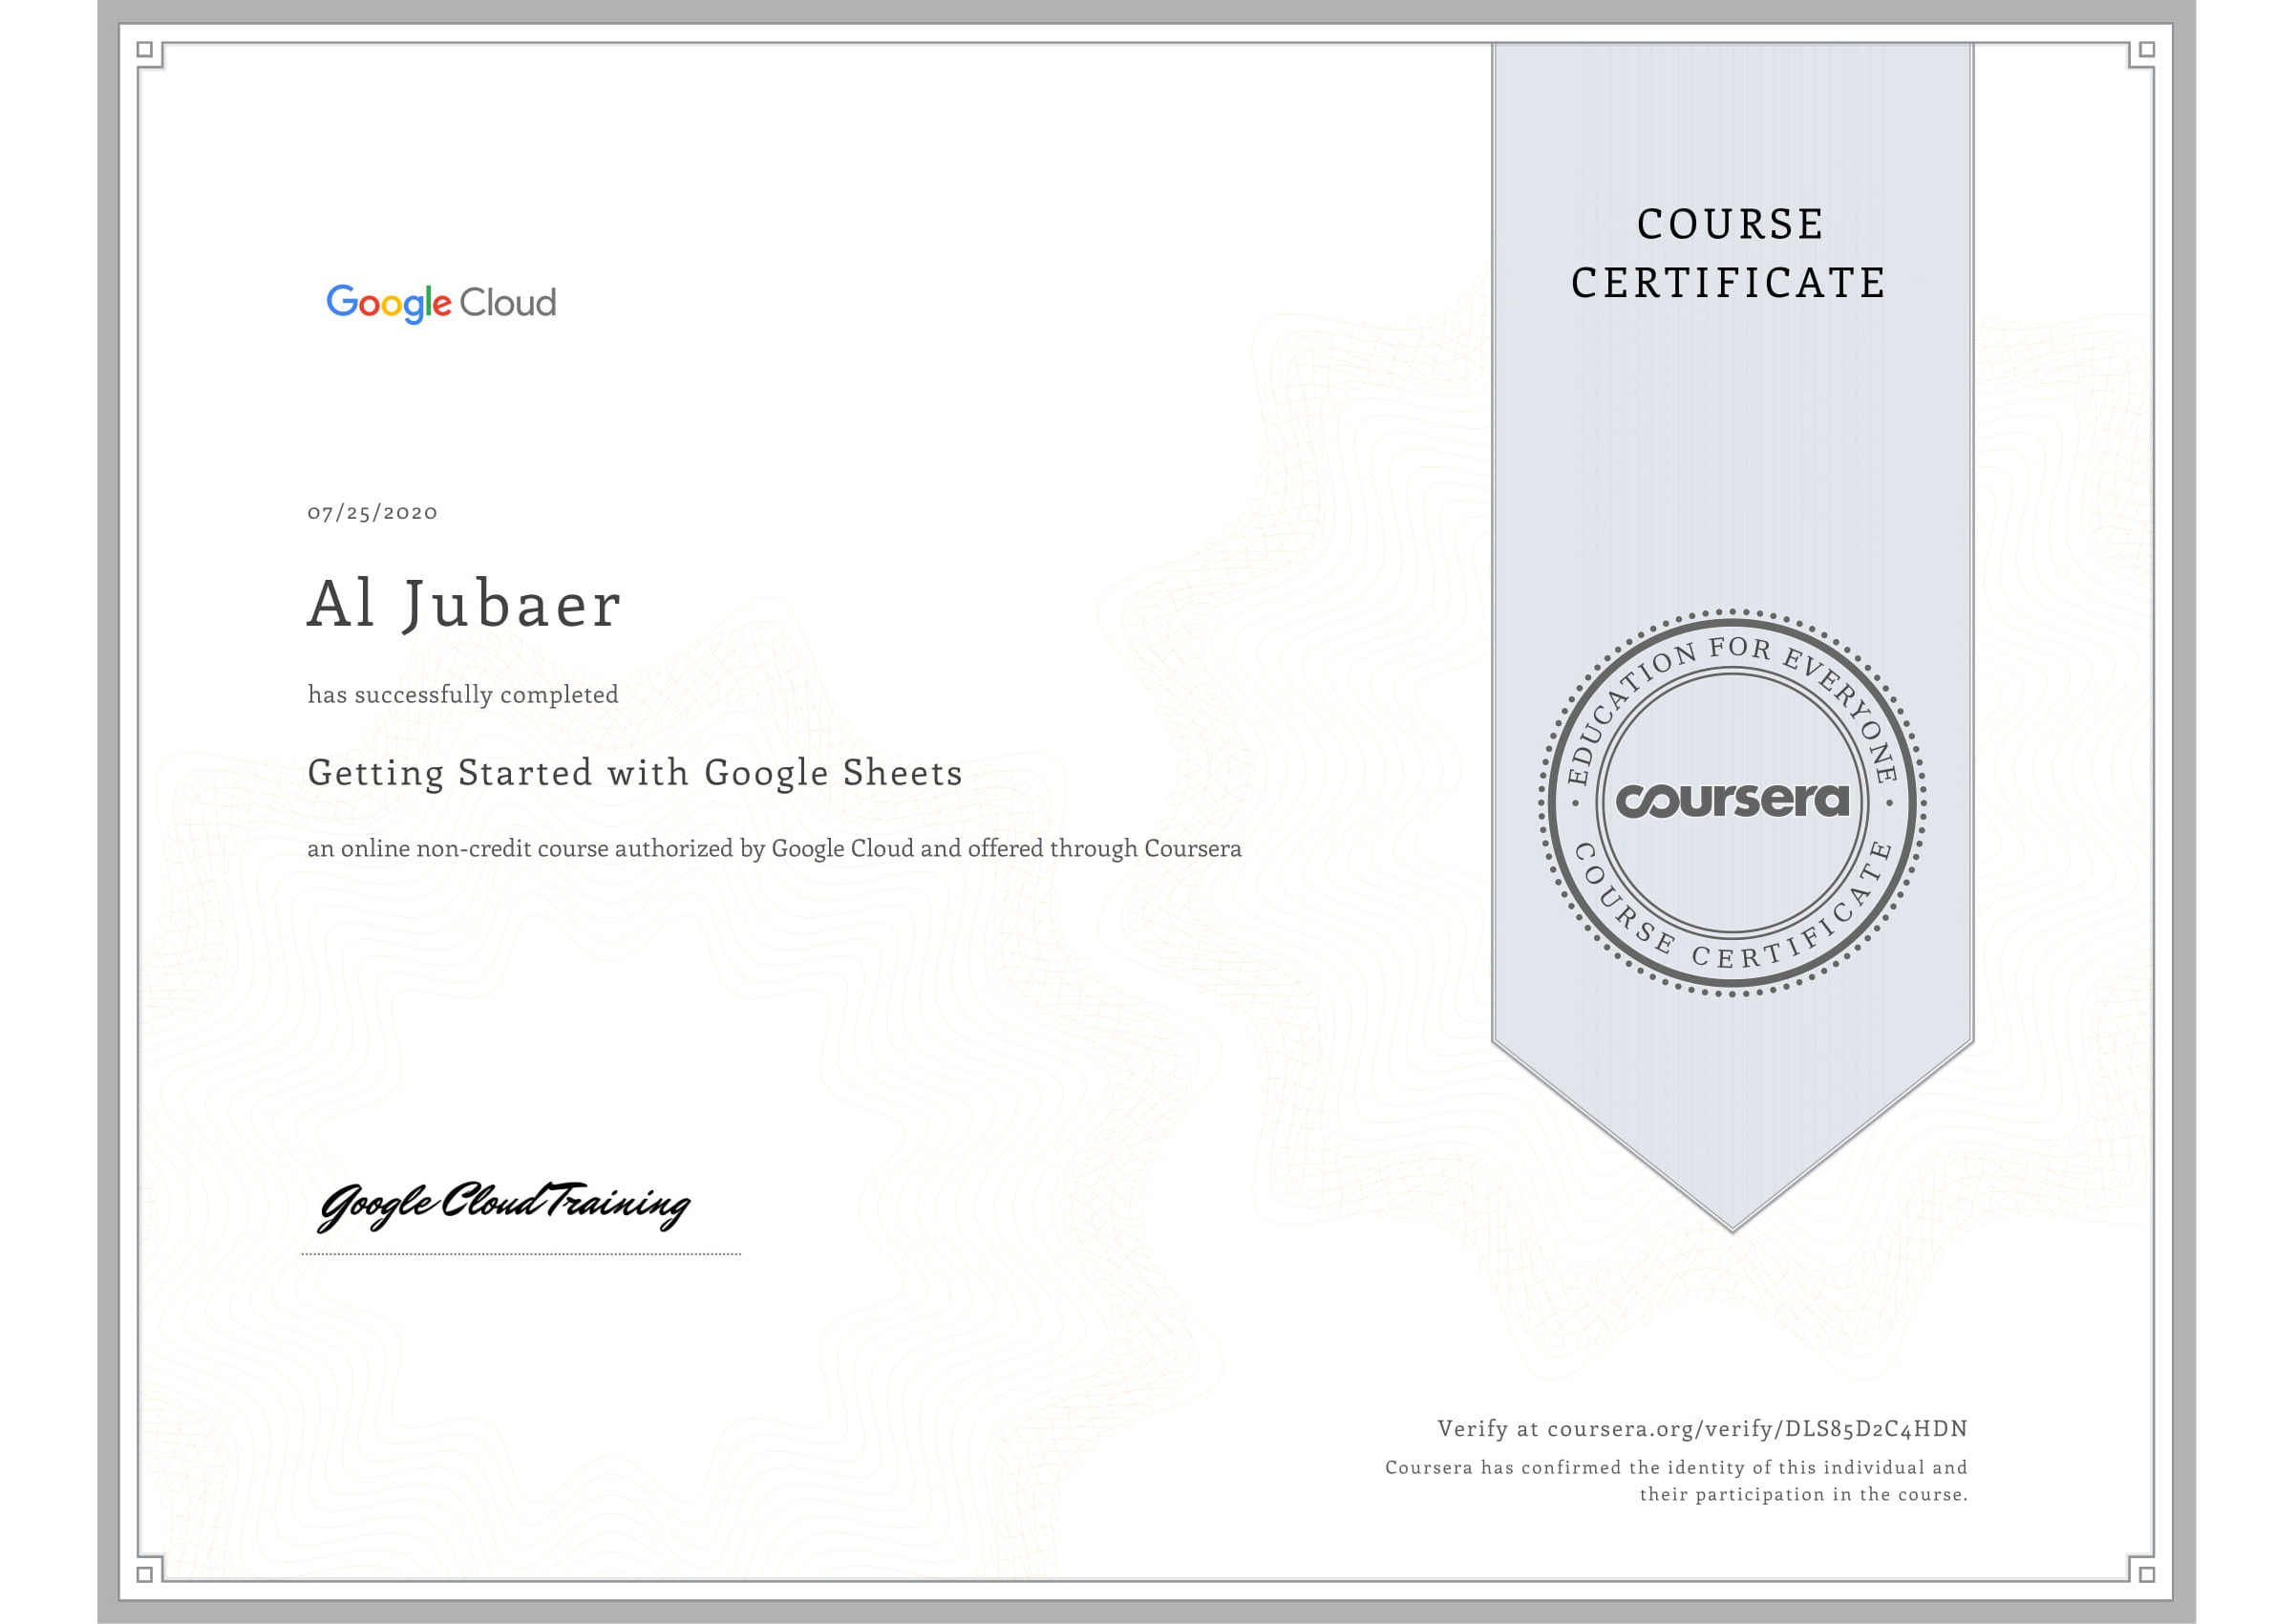 COURSE
CERTIFICATE
Google Cloud
07/25/2020
Al Jubaer
has successfully completed
Getting Started with Google Sheets
an online non-credit course authorized by Google Cloud and offered through Coursera
EDUCATION FOR EVERYONE
coursera
COURSE CERTIFICATE
Google Cloud Training
Verify at coursera.org/verify/DLS85D2C4HDN
Coursera has confirmed the identity of this individual and
their participation in the course.